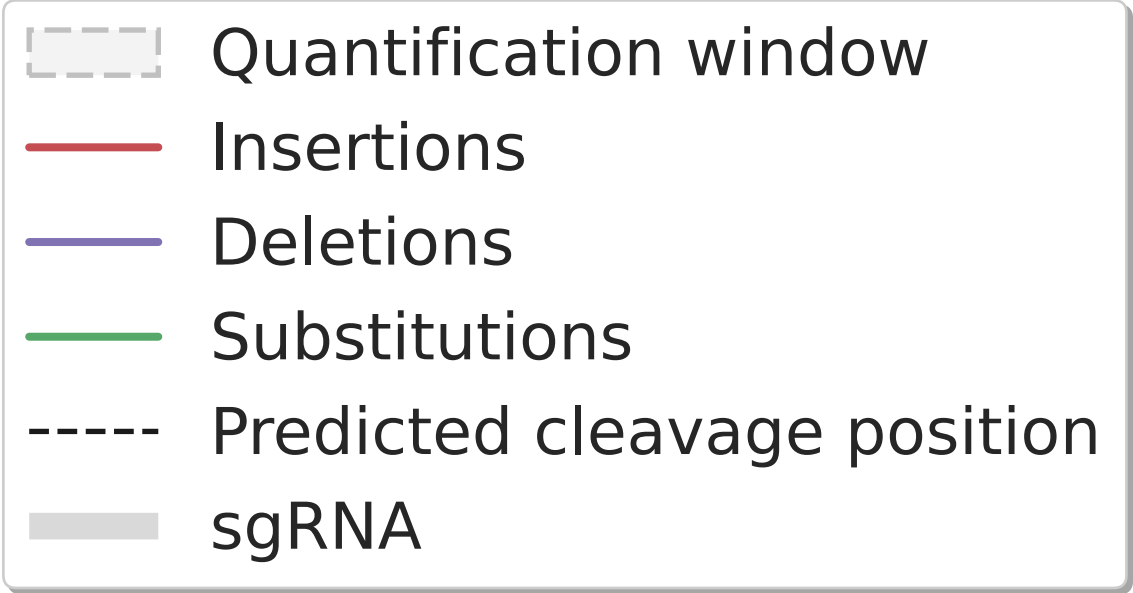 Quantification window
Insertions
Deletions
Substitutions
Predicted cleavage position
sgRNA